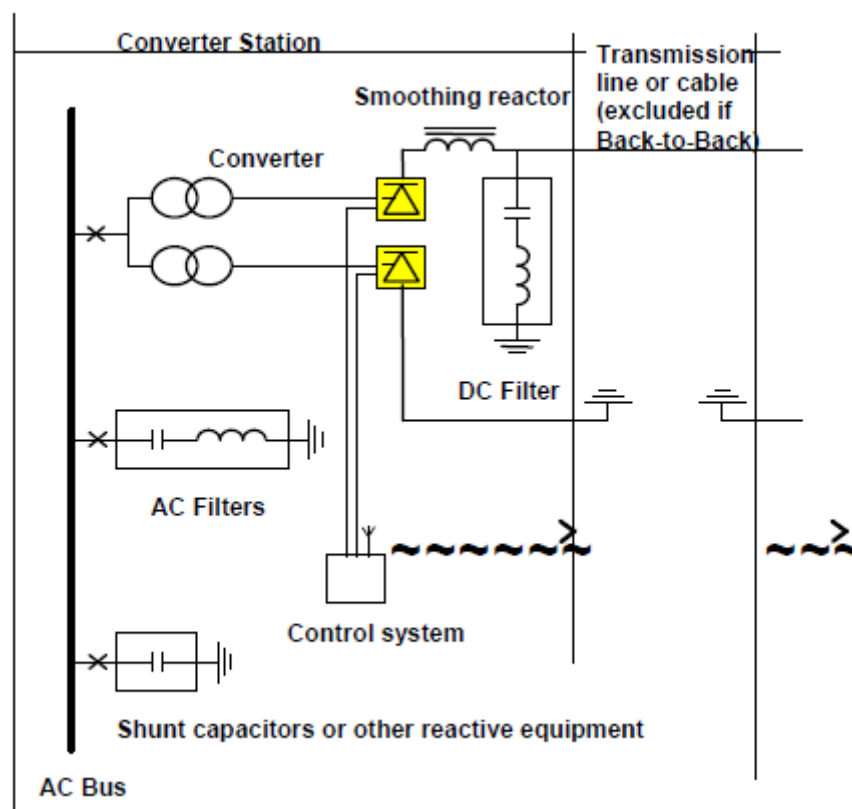 Converter Station
Transmission
line or cable
(excluded if
Back-to-Back)
Smoothing reactor
Converter
DC Filter
AC Filters
Control system
Shunt capacitors or other reactive equipment
AC Bus